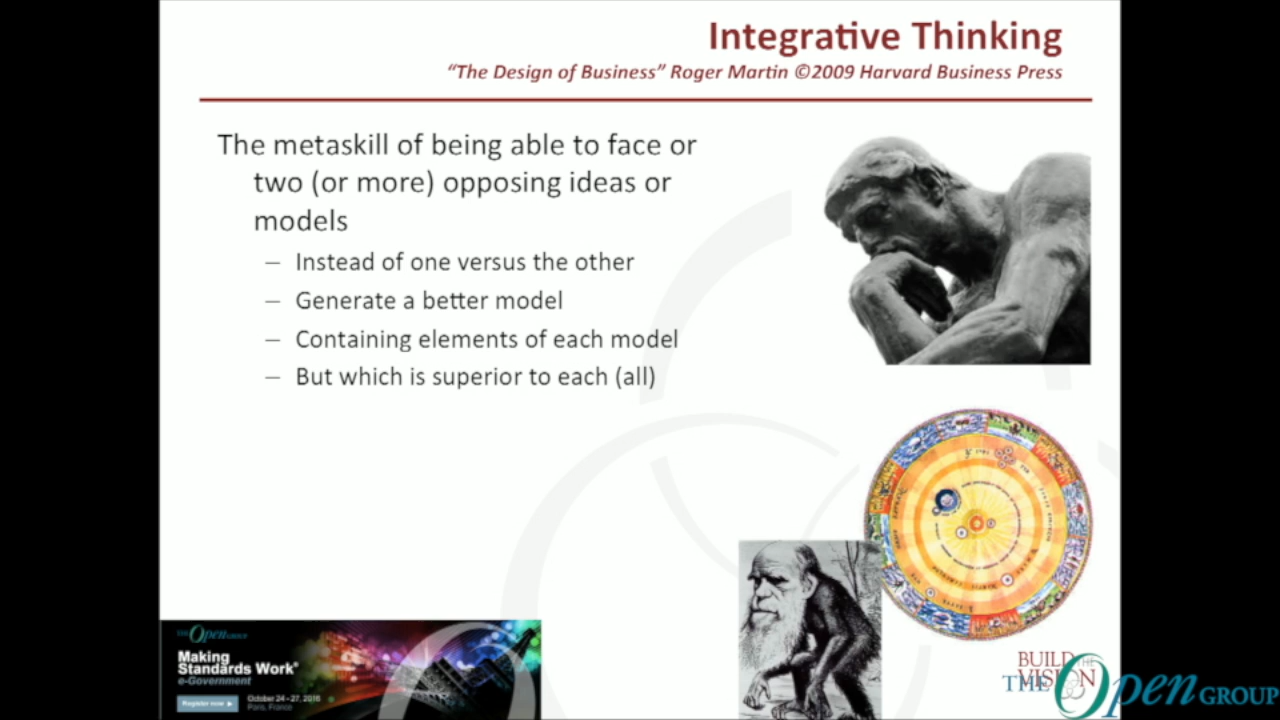 Integrative Thinking
“The Design of Business” Roger Martin ©2009 Harvard Business Press
The metaskill of being able to face or
two (or more) opposing ideas or
models
– Instead of one versus the other
– Generate a better model
– Containing elements of each model
– But which is superior to each (all)
THE Open GROUP
Making
Standards Work®
e-Government
Register now
October 24 - 27, 2016
Paris, France
BUILD THE
VISION
THE Open GROUP